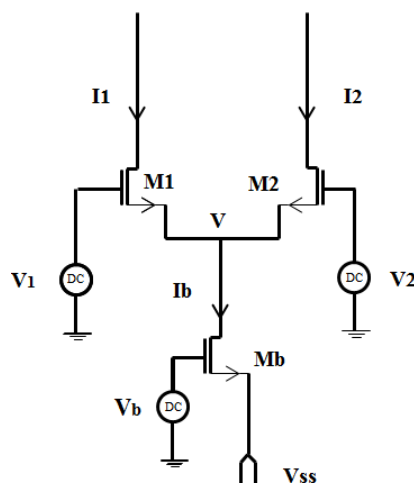 I1 I2
M1 M2
V
V1 DC DC V2
Ib
Mb
Vb DC
Vss